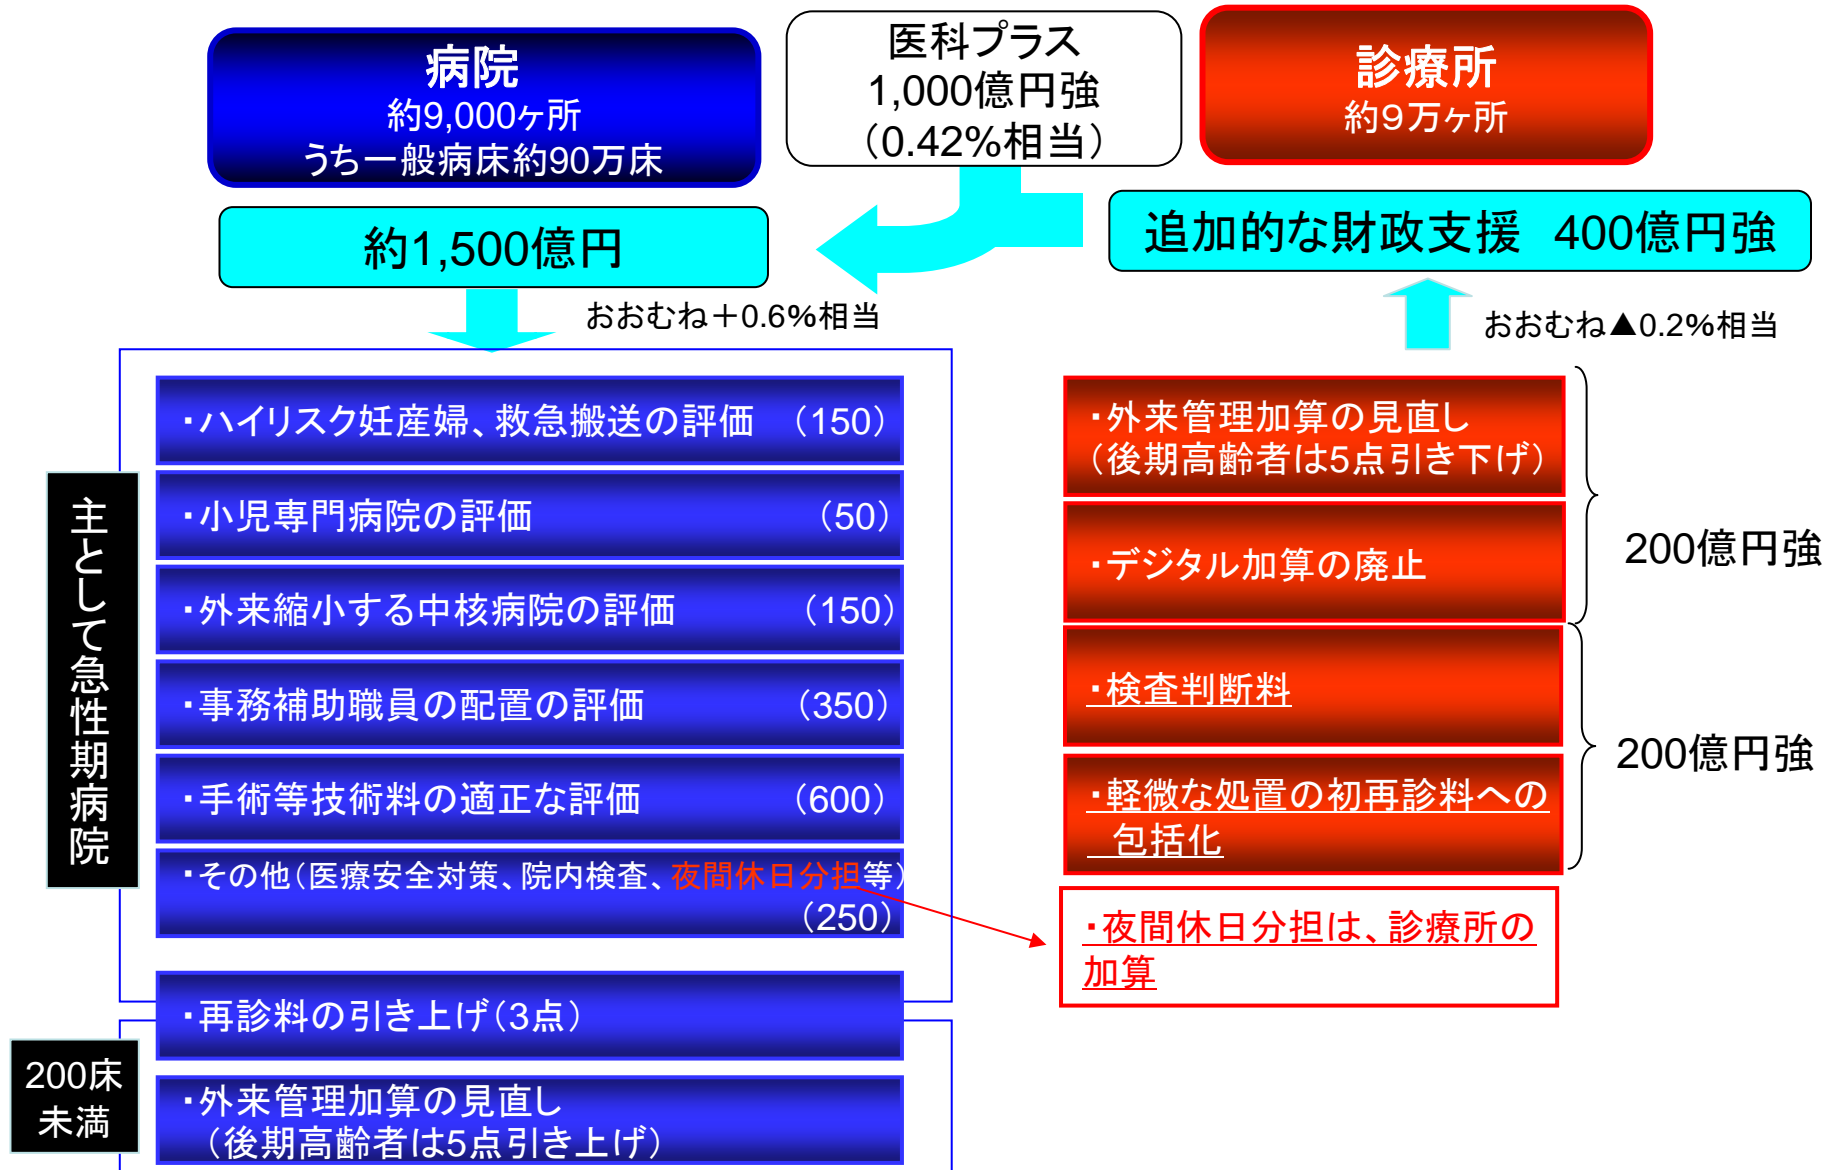 病院
約9,000ヶ所
うち一般病床約90万床
医科プラス
1,000億円強
(0.42%相当)
診療所
約9万ヶ所
約1,500億円
追加的な財政支援 400億円強
おおむね＋0.6%相当
おおむね▲0.2%相当
主として急性期病院
・ハイリスク妊産婦、救急搬送の評価 (150)
・小児専門病院の評価 (50)
・外来縮小する中核病院の評価 (150)
・事務補助職員の配置の評価 (350)
・手術等技術料の適正な評価 (600)
・その他(医療安全対策、院内検査、夜間休日分担等)
(250)
・再診料の引き上げ(3点)
200床
未満
・外来管理加算の見直し
(後期高齢者は5点引き上げ)
・外来管理加算の見直し
(後期高齢者は5点引き下げ)
・デジタル加算の廃止
200億円強
・検査判断料
・軽微な処置の初再診料への
包括化
200億円強
・夜間休日分担は、診療所の
加算